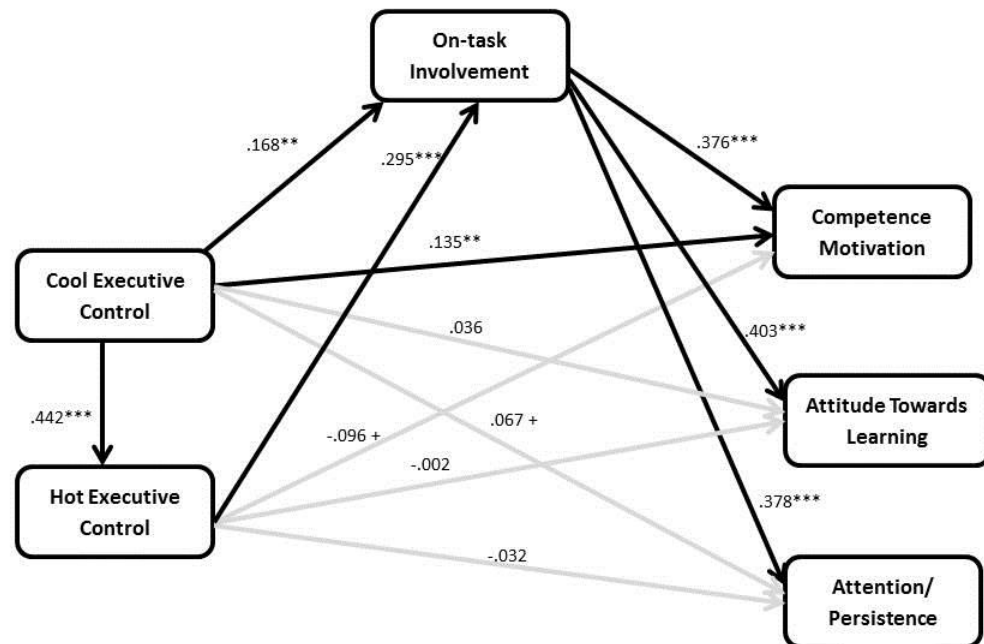 On-task
Involvement
.168**
.295***
.376***
Competence
Motivation
.135**
Cool Executive
Control
.036
.403***
.442***
-.096 +
.067 +
Attitude Towards
Learning
-.002
Hot Executive
Control
.378***
-.032
Attention/
Persistence